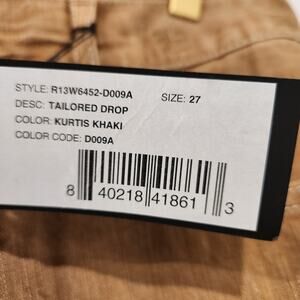 STYLE: R13W6452-D009A SIZE: 27
DESC: TAILORED DROP
COLOR: KURTIS KHAKI
COLOR CODE: D009A
8 40218 41861 3